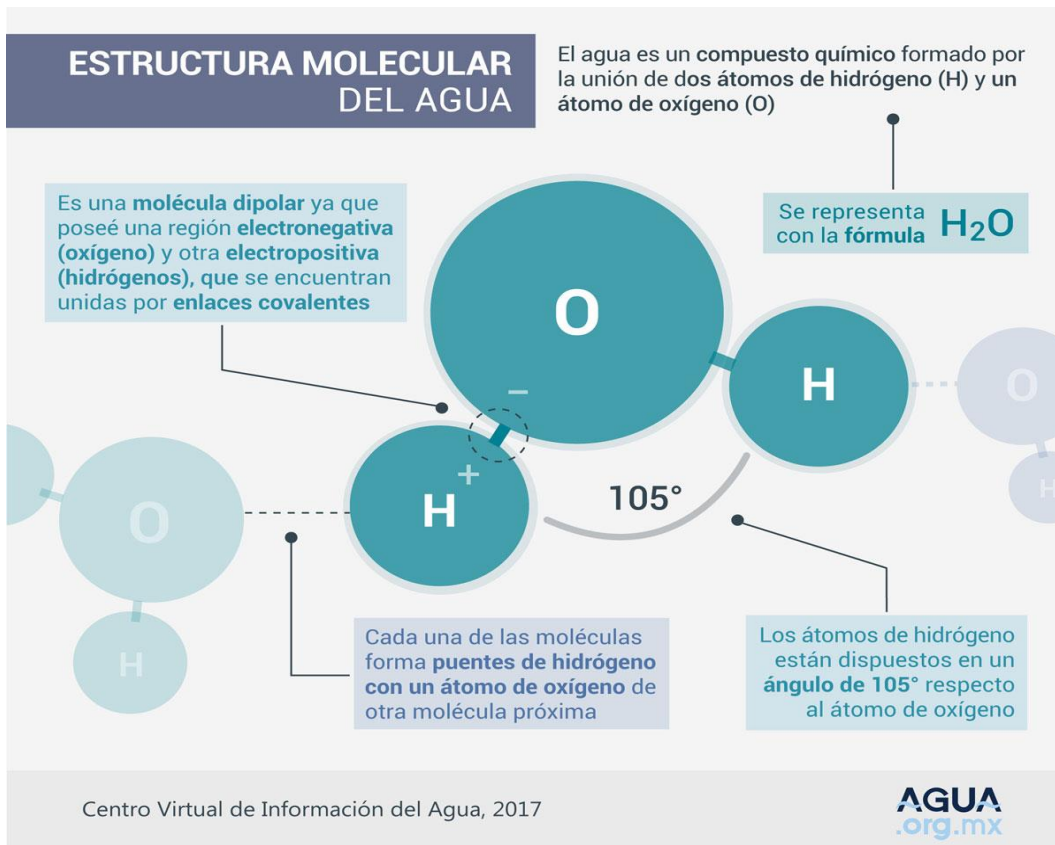 ESTRUCTURA MOLECULAR
DEL AGUA
El agua es un compuesto químico formado por
la unión de dos átomos de hidrógeno (H) y un
átomo de oxígeno (O)
Es una molécula dipolar ya que
poseé una región electronegativa
(oxígeno) y otra electropositiva
(hidrógenos), que se encuentran
unidas por enlaces covalentes
Se representa
con la fórmula H₂O
O
H
O
−
+
H
105°
O
H
H
Cada una de las moléculas
forma puentes de hidrógeno
con un átomo de oxígeno de
otra molécula próxima
Los átomos de hidrógeno
están dispuestos en un
ángulo de 105° respecto
al átomo de oxígeno
Centro Virtual de Información del Agua, 2017
AGUA
.org.mx